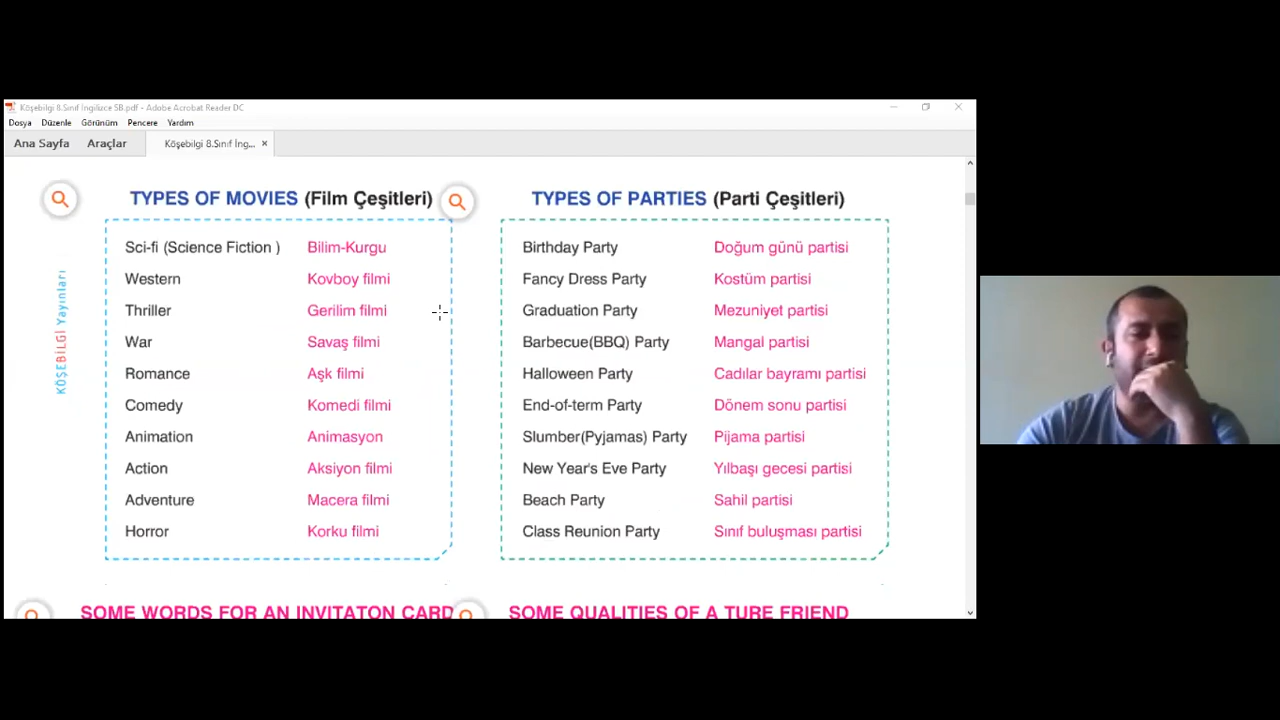 Köşebilgi 8.Sınıf İngilizce SB.pdf - Adobe Acrobat Reader DC
Dosya Düzenle Görünüm Pencere Yardım
Ana Sayfa Araçlar Köşebilgi 8.Sınıf İng... ×
KÖŞEBİLGİ Yayınları
TYPES OF MOVIES (Film Çeşitleri)
Sci-fi (Science Fiction ) Bilim-Kurgu
Western Kovboy filmi
Thriller Gerilim filmi
War Savaş filmi
Romance Aşk filmi
Comedy Komedi filmi
Animation Animasyon
Action Aksiyon filmi
Adventure Macera filmi
Horror Korku filmi
TYPES OF PARTIES (Parti Çeşitleri)
Birthday Party Doğum günü partisi
Fancy Dress Party Kostüm partisi
Graduation Party Mezuniyet partisi
Barbecue(BBQ) Party Mangal partisi
Halloween Party Cadılar bayramı partisi
End-of-term Party Dönem sonu partisi
Slumber(Pyjamas) Party Pijama partisi
New Year's Eve Party Yılbaşı gecesi partisi
Beach Party Sahil partisi
Class Reunion Party Sınıf buluşması partisi
SOME WORDS FOR AN INVITATON CARD
SOME QUALITIES OF A TURE FRIEND